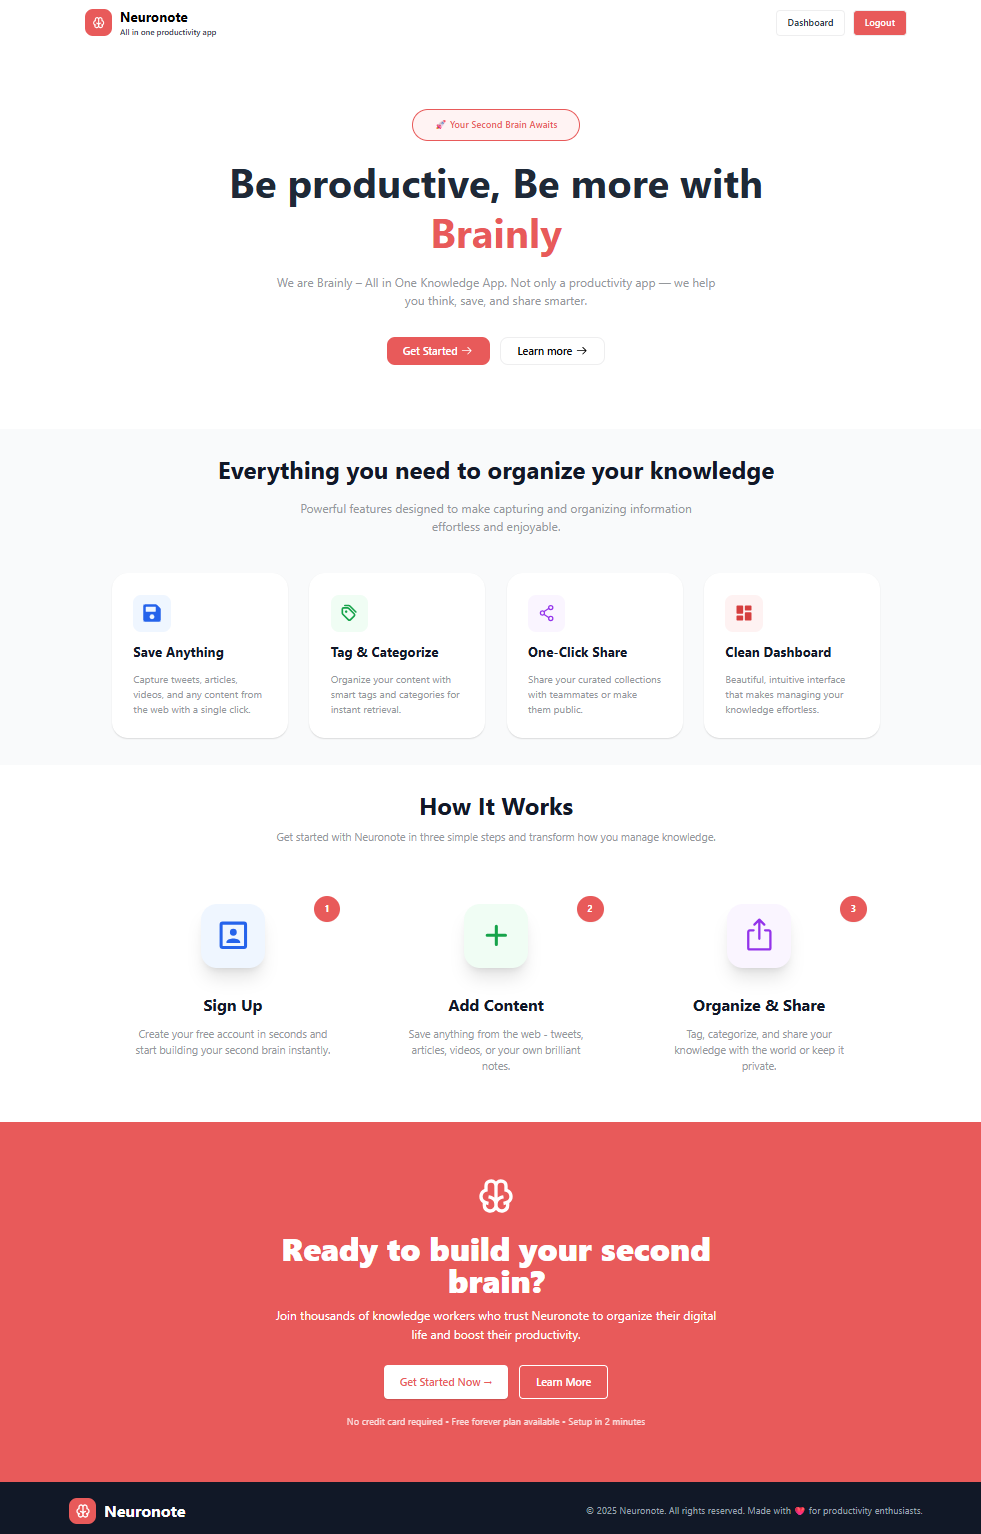 Neuronote
All in one productivity app
Dashboard
Logout
🚀 Your Second Brain Awaits
Be productive, Be more with
Brainly
We are Brainly – All in One Knowledge App. Not only a productivity app — we help
you think, save, and share smarter.
Get Started →
Learn more →
Everything you need to organize your knowledge
Powerful features designed to make capturing and organizing information
effortless and enjoyable.
Save Anything
Capture tweets, articles,
videos, and any content from
the web with a single click.
Tag & Categorize
Organize your content with
smart tags and categories for
instant retrieval.
One-Click Share
Share your curated collections
with teammates or make
them public.
Clean Dashboard
Beautiful, intuitive interface
that makes managing your
knowledge effortless.
How It Works
Get started with Neuronote in three simple steps and transform how you manage knowledge.
1
Sign Up
Create your free account in seconds and
start building your second brain instantly.
2
Add Content
Save anything from the web - tweets,
articles, videos, or your own brilliant
notes.
3
Organize & Share
Tag, categorize, and share your
knowledge with the world or keep it
private.
Ready to build your second
brain?
Join thousands of knowledge workers who trust Neuronote to organize their digital
life and boost their productivity.
Get Started Now →
Learn More
No credit card required • Free forever plan available • Setup in 2 minutes
Neuronote
© 2025 Neuronote. All rights reserved. Made with ❤️ for productivity enthusiasts.